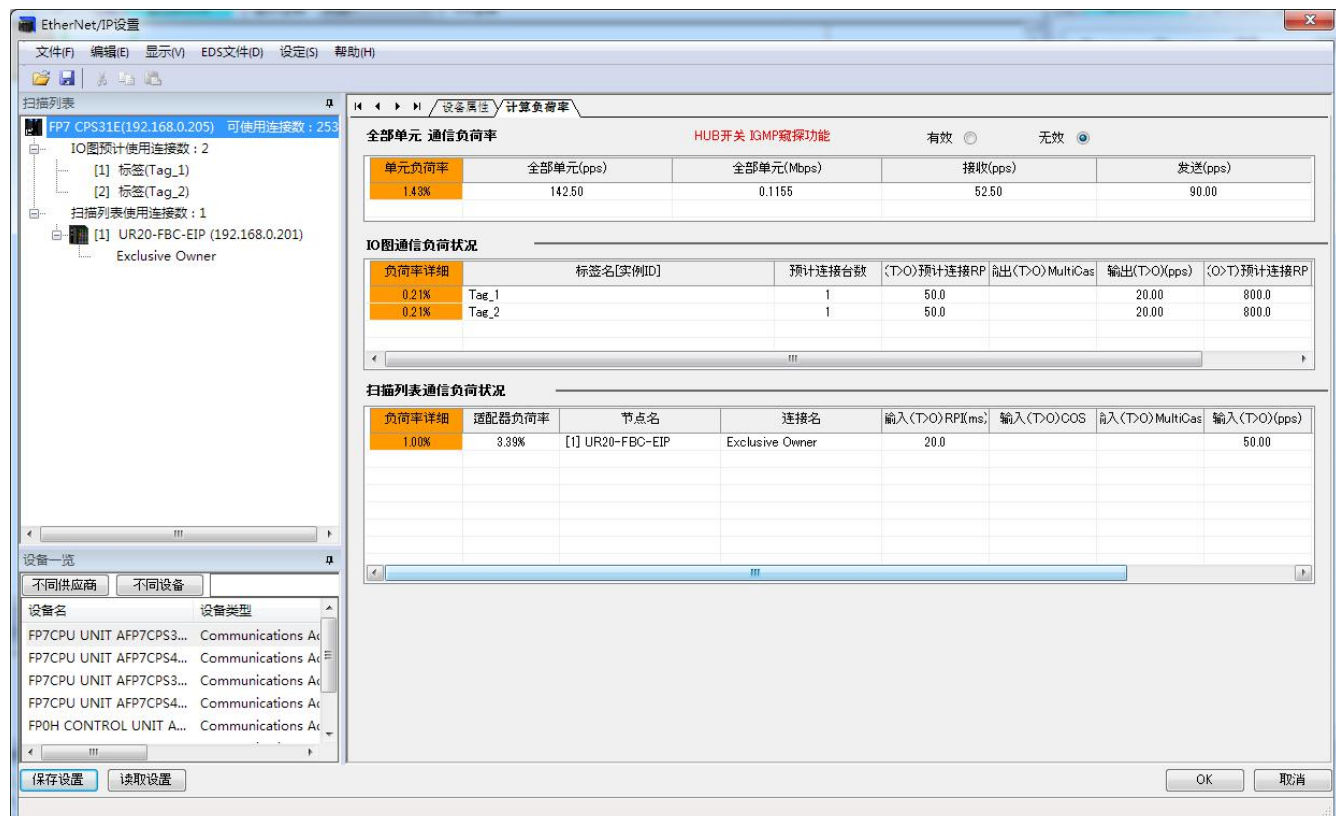 EtherNet/IP设置
文件(F) 编辑(E) 显示(V) EDS文件(D) 设定(S) 帮助(H)
扫描列表
FP7 CPS31E(192.168.0.205) 可使用连接数:253
IO图预计使用连接数:2
[1] 标签(Tag_1)
[2] 标签(Tag_2)
扫描列表使用连接数:1
[1] UR20-FBC-EIP (192.168.0.201)
Exclusive Owner
设备一览
不同供应商 不同设备
设备名 设备类型
FP7CPU UNIT AFP7CPS3... Communications Ac
FP7CPU UNIT AFP7CPS4... Communications Ac
FP7CPU UNIT AFP7CPS3... Communications Ac
FP7CPU UNIT AFP7CPS4... Communications Ac
FP0H CONTROL UNIT A... Communications Ac
设备属性 计算负荷率
全部单元 通信负荷率 HUB开关 IGMP窥探功能 有效 无效
单元负荷率 全部单元(pps) 全部单元(Mbps) 接收(pps) 发送(pps)
1.43% 142.50 0.1155 52.50 90.00
IO图通信负荷状况
负荷率详细 标签名[实例ID] 预计连接台数 (T>O)预计连接RP 俞出(T>O)MultiCas 输出(T>O)(pps) (O>T)预计连接RP
0.21% Tag_1 1 50.0 20.00 800.0
0.21% Tag_2 1 50.0 20.00 800.0
扫描列表通信负荷状况
负荷率详细 适配器负荷率 节点名 连接名 输入(T>O)RPI(ms) 输入(T>O)COS 俞入(T>O)MultiCas 输入(T>O)(pps)
1.00% 3.39% [1] UR20-FBC-EIP Exclusive Owner 20.0 50.00
保存设置 读取设置 OK 取消